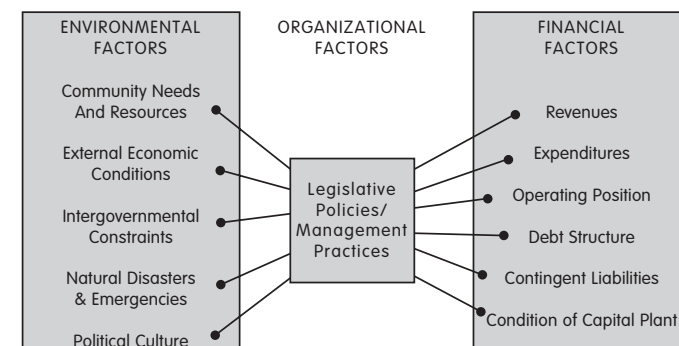 ENVIRONMENTAL
FACTORS
Community Needs
And Resources
External Economic
Conditions
Intergovernmental
Constraints
Natural Disasters
& Emergencies
Political Culture
ORGANIZATIONAL
FACTORS
Legislative
Policies/
Management
Practices
FINANCIAL
FACTORS
Revenues
Expenditures
Operating Position
Debt Structure
Contingent Liabilities
Condition of Capital Plant